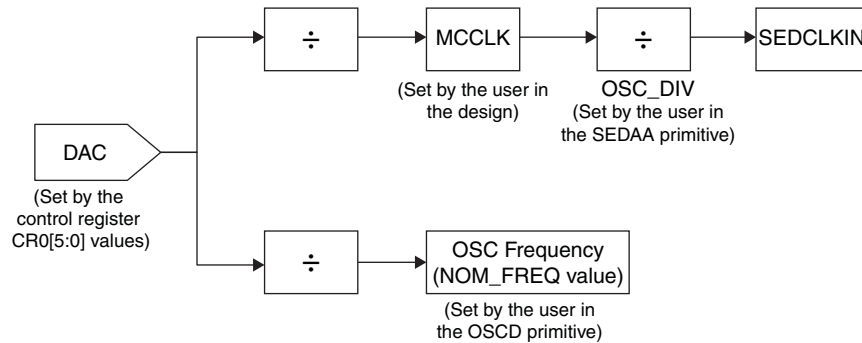 ÷
MCCLK
(Set by the user in
the design)
÷
OSC_DIV
(Set by the user in
the SEDAA primitive)
SEDCLKIN
DAC
(Set by the
control register
CR0[5:0] values)
÷
OSC Frequency
(NOM_FREQ value)
(Set by the user in
the OSCD primitive)